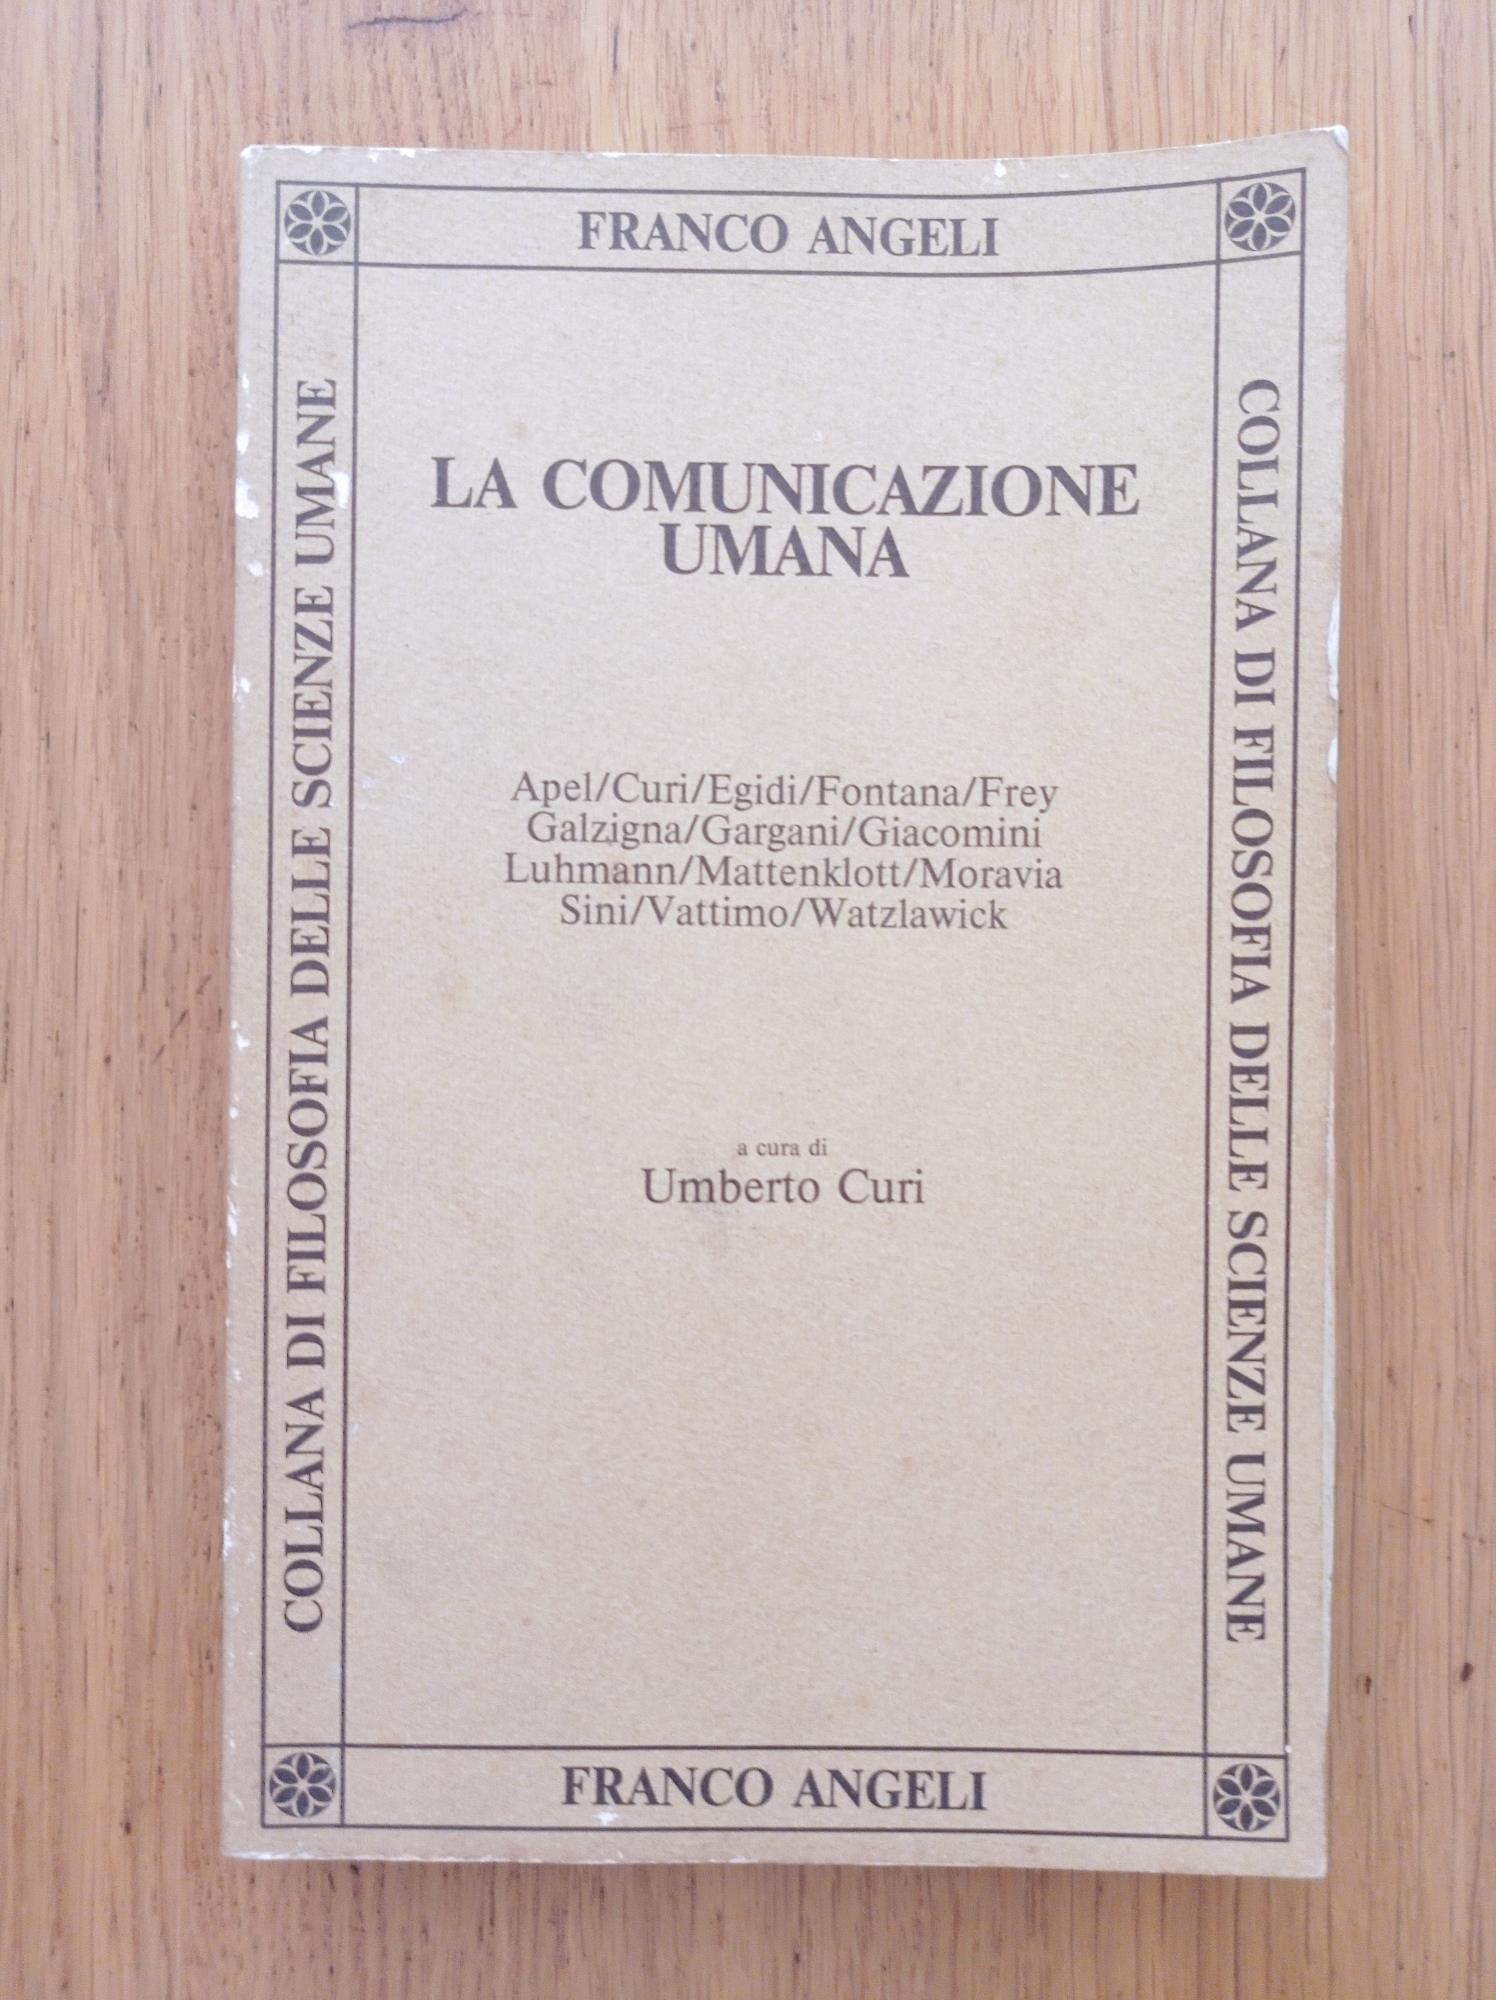 FRANCO ANGELI
COLLANA DI FILOSOFIA DELLE SCIENZE UMANE
LA COMUNICAZIONE
UMANA
Apel/Curi/Egidi/Fontana/Frey
Galzigna/Gargani/Giacomini
Luhmann/Mattenklott/Moravia
Sini/Vattimo/Watzlawick
a cura di
Umberto Curi
COLLANA DI FILOSOFIA DELLE SCIENZE UMANE
FRANCO ANGELI